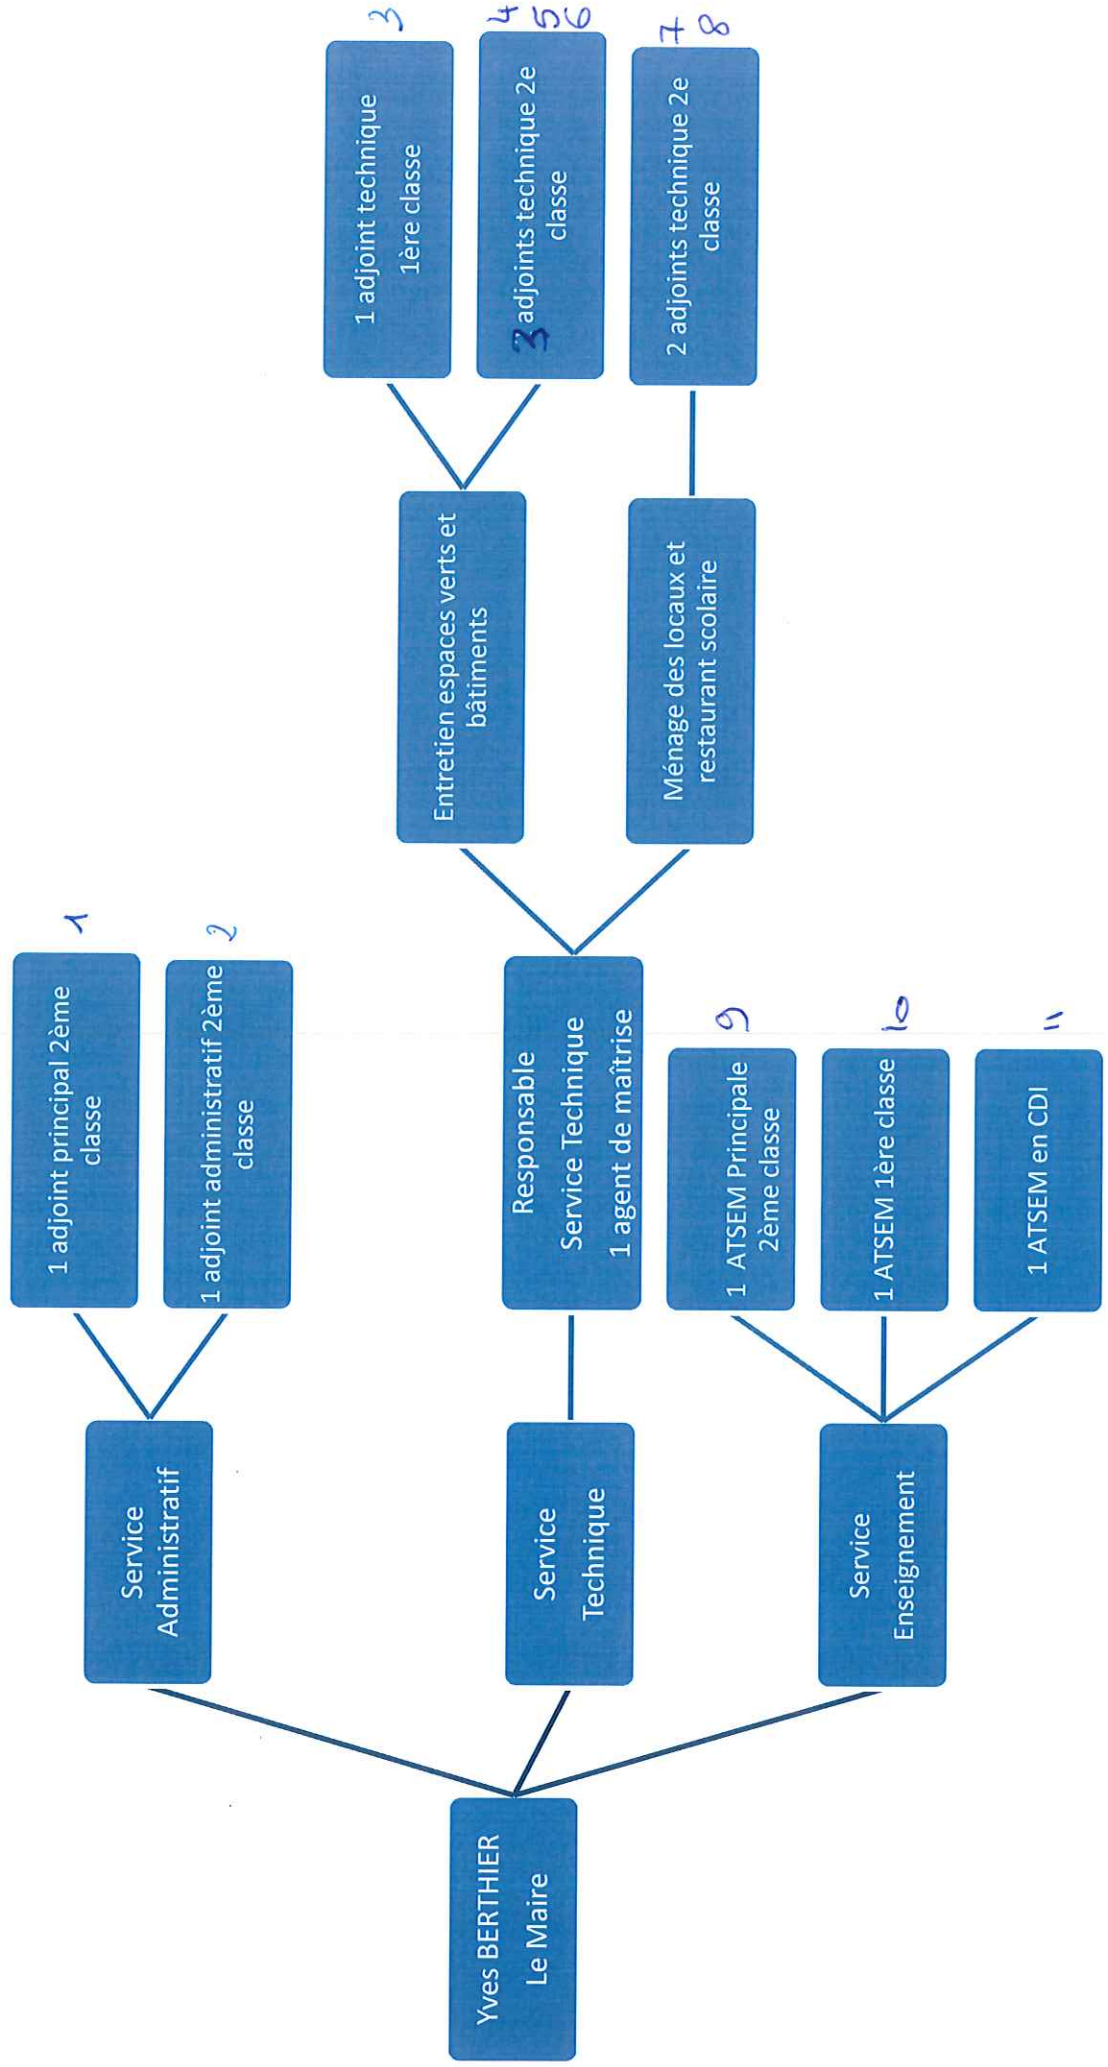 Yves BERTHIER
Le Maire
Service
Administratif
1 adjoint principal 2ème
classe
1
1 adjoint administratif 2ème
classe
2
Service
Technique
Responsable
Service Technique
1 agent de maîtrise
Entretien espaces verts et
bâtiments
1 adjoint technique
1ère classe
3
3 adjoints technique 2e
classe
4
5
6
Ménage des locaux et
restaurant scolaire
2 adjoints technique 2e
classe
7
8
Service
Enseignement
1 ATSEM Principale
2ème classe
9
1 ATSEM 1ère classe
10
1 ATSEM en CDI
11